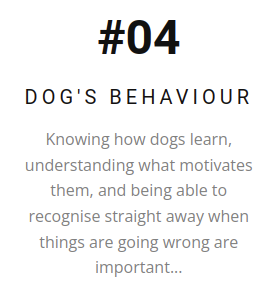 #04
DOG'S BEHAVIOUR
Knowing how dogs learn,
understanding what motivates
them, and being able to
recognise straight away when
things are going wrong are
important...